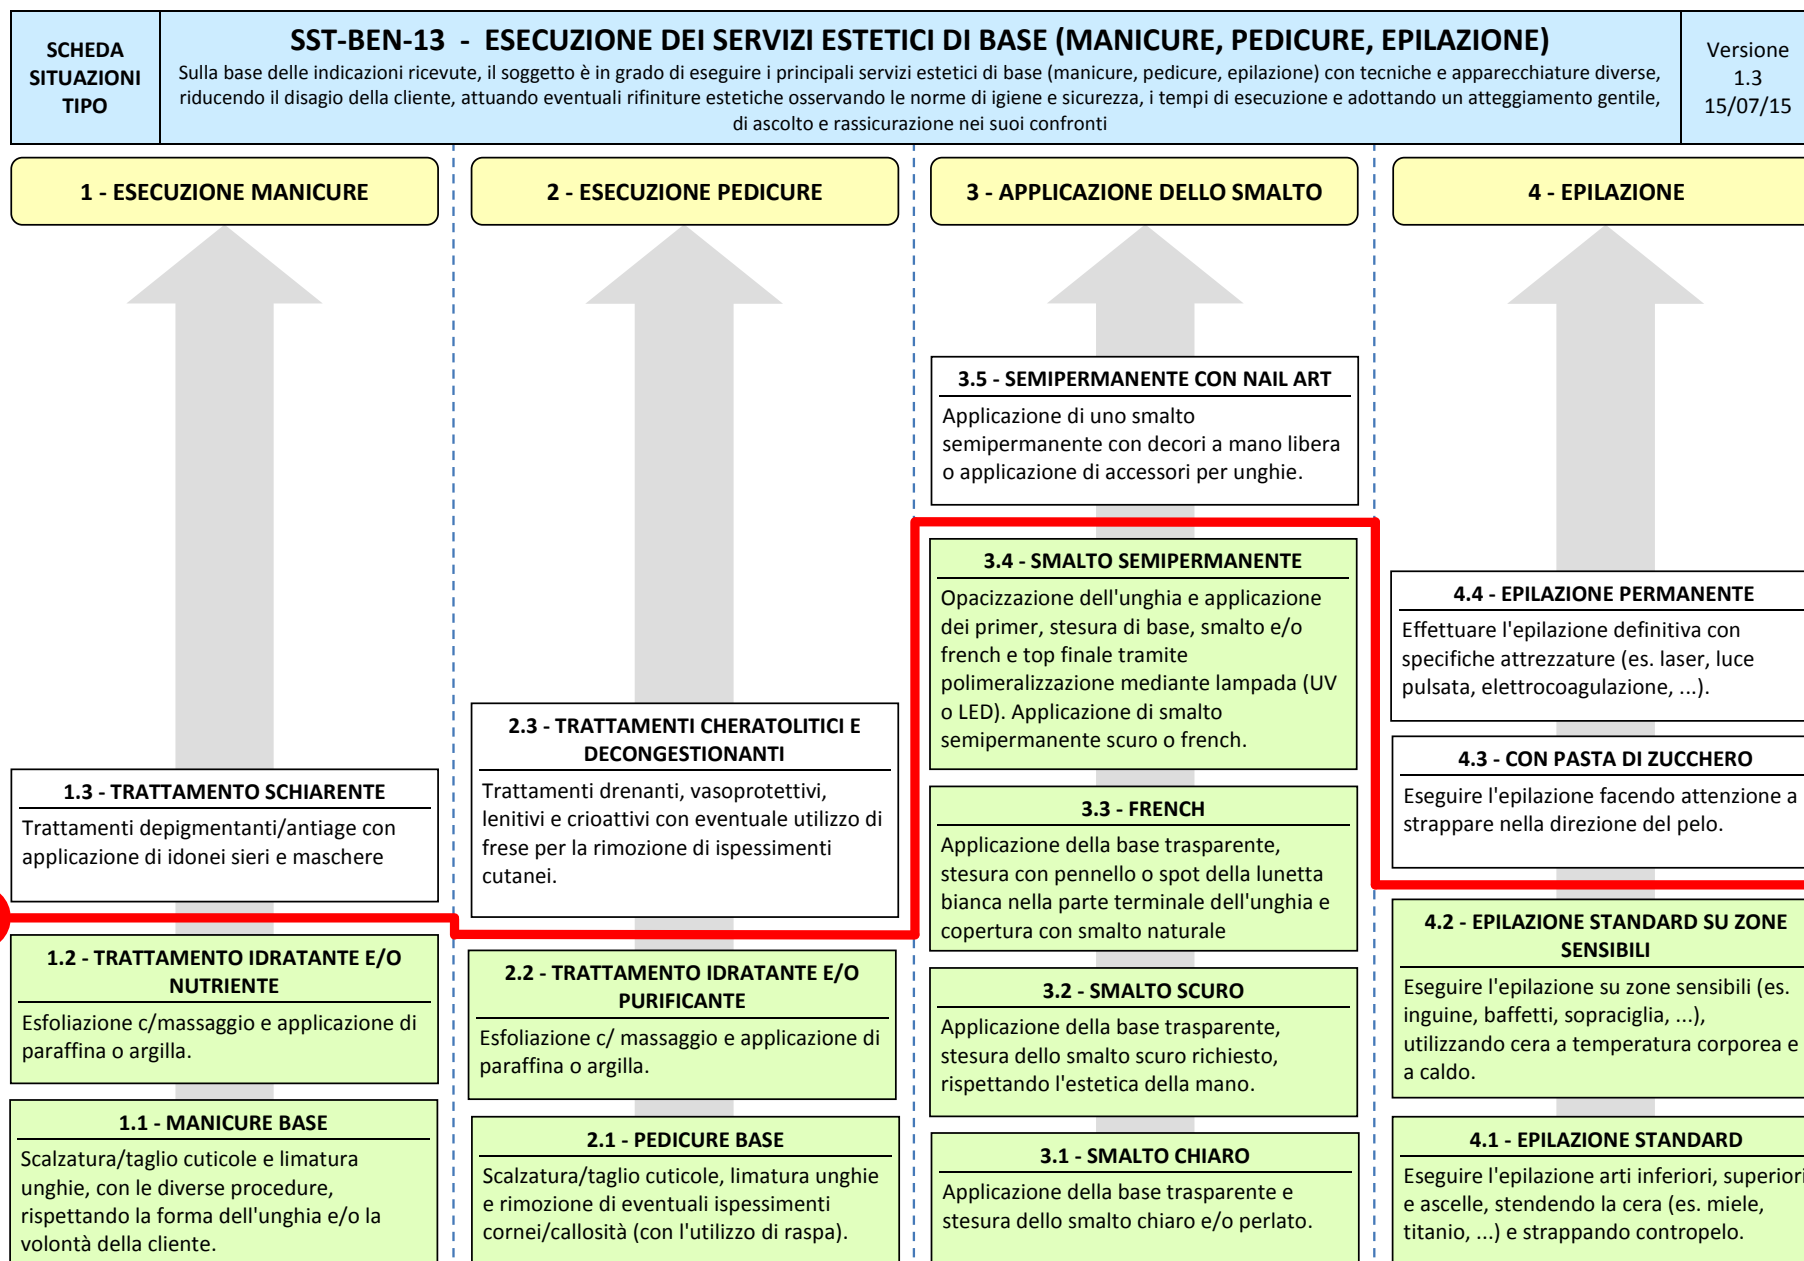 SCHEDA
SITUAZIONI
TIPO
SST-BEN-13 - ESECUZIONE DEI SERVIZI ESTETICI DI BASE (MANICURE, PEDICURE, EPILAZIONE)
Sulla base delle indicazioni ricevute, il soggetto è in grado di eseguire i principali servizi estetici di base (manicure, pedicure, epilazione) con tecniche e apparecchiature diverse,
riducendo il disagio della cliente, attuando eventuali rifiniture estetiche osservando le norme di igiene e sicurezza, i tempi di esecuzione e adottando un atteggiamento gentile,
di ascolto e rassicurazione nei suoi confronti
Versione
1.3
15/07/15
1 - ESECUZIONE MANICURE
1.3 - TRATTAMENTO SCHIARENTE
Trattamenti depigmentanti/antiage con
applicazione di idonei sieri e maschere
1.2 - TRATTAMENTO IDRATANTE E/O
NUTRIENTE
Esfoliazione c/massaggio e applicazione di
paraffina o argilla.
1.1 - MANICURE BASE
Scalzatura/taglio cuticole e limatura
unghie, con le diverse procedure,
rispettando la forma dell'unghia e/o la
volontà della cliente.
2 - ESECUZIONE PEDICURE
2.3 - TRATTAMENTI CHERATOLITICI E
DECONGESTIONANTI
Trattamenti drenanti, vasoprotettivi,
lenitivi e crioattivi con eventuale utilizzo di
frese per la rimozione di ispessimenti
cutanei.
2.2 - TRATTAMENTO IDRATANTE E/O
PURIFICANTE
Esfoliazione c/ massaggio e applicazione di
paraffina o argilla.
2.1 - PEDICURE BASE
Scalzatura/taglio cuticole, limatura unghie
e rimozione di eventuali ispessimenti
cornei/callosità (con l'utilizzo di raspa).
3 - APPLICAZIONE DELLO SMALTO
3.5 - SEMIPERMANENTE CON NAIL ART
Applicazione di uno smalto
semipermanente con decori a mano libera
o applicazione di accessori per unghie.
3.4 - SMALTO SEMIPERMANENTE
Opacizzazione dell'unghia e applicazione
dei primer, stesura di base, smalto e/o
french e top finale tramite
polimeralizzazione mediante lampada (UV
o LED). Applicazione di smalto
semipermanente scuro o french.
3.3 - FRENCH
Applicazione della base trasparente,
stesura con pennello o spot della lunetta
bianca nella parte terminale dell'unghia e
copertura con smalto naturale
3.2 - SMALTO SCURO
Applicazione della base trasparente,
stesura dello smalto scuro richiesto,
rispettando l'estetica della mano.
3.1 - SMALTO CHIARO
Applicazione della base trasparente e
stesura dello smalto chiaro e/o perlato.
4 - EPILAZIONE
4.4 - EPILAZIONE PERMANENTE
Effettuare l'epilazione definitiva con
specifiche attrezzature (es. laser, luce
pulsata, elettrocoagulazione, ...).
4.3 - CON PASTA DI ZUCCHERO
Eseguire l'epilazione facendo attenzione a
strappare nella direzione del pelo.
4.2 - EPILAZIONE STANDARD SU ZONE
SENSIBILI
Eseguire l'epilazione su zone sensibili (es.
inguine, baffetti, sopraciglia, ...),
utilizzando cera a temperatura corporea e
a caldo.
4.1 - EPILAZIONE STANDARD
Eseguire l'epilazione arti inferiori, superiori
e ascelle, stendendo la cera (es. miele,
titanio, ...) e strappando contropelo.